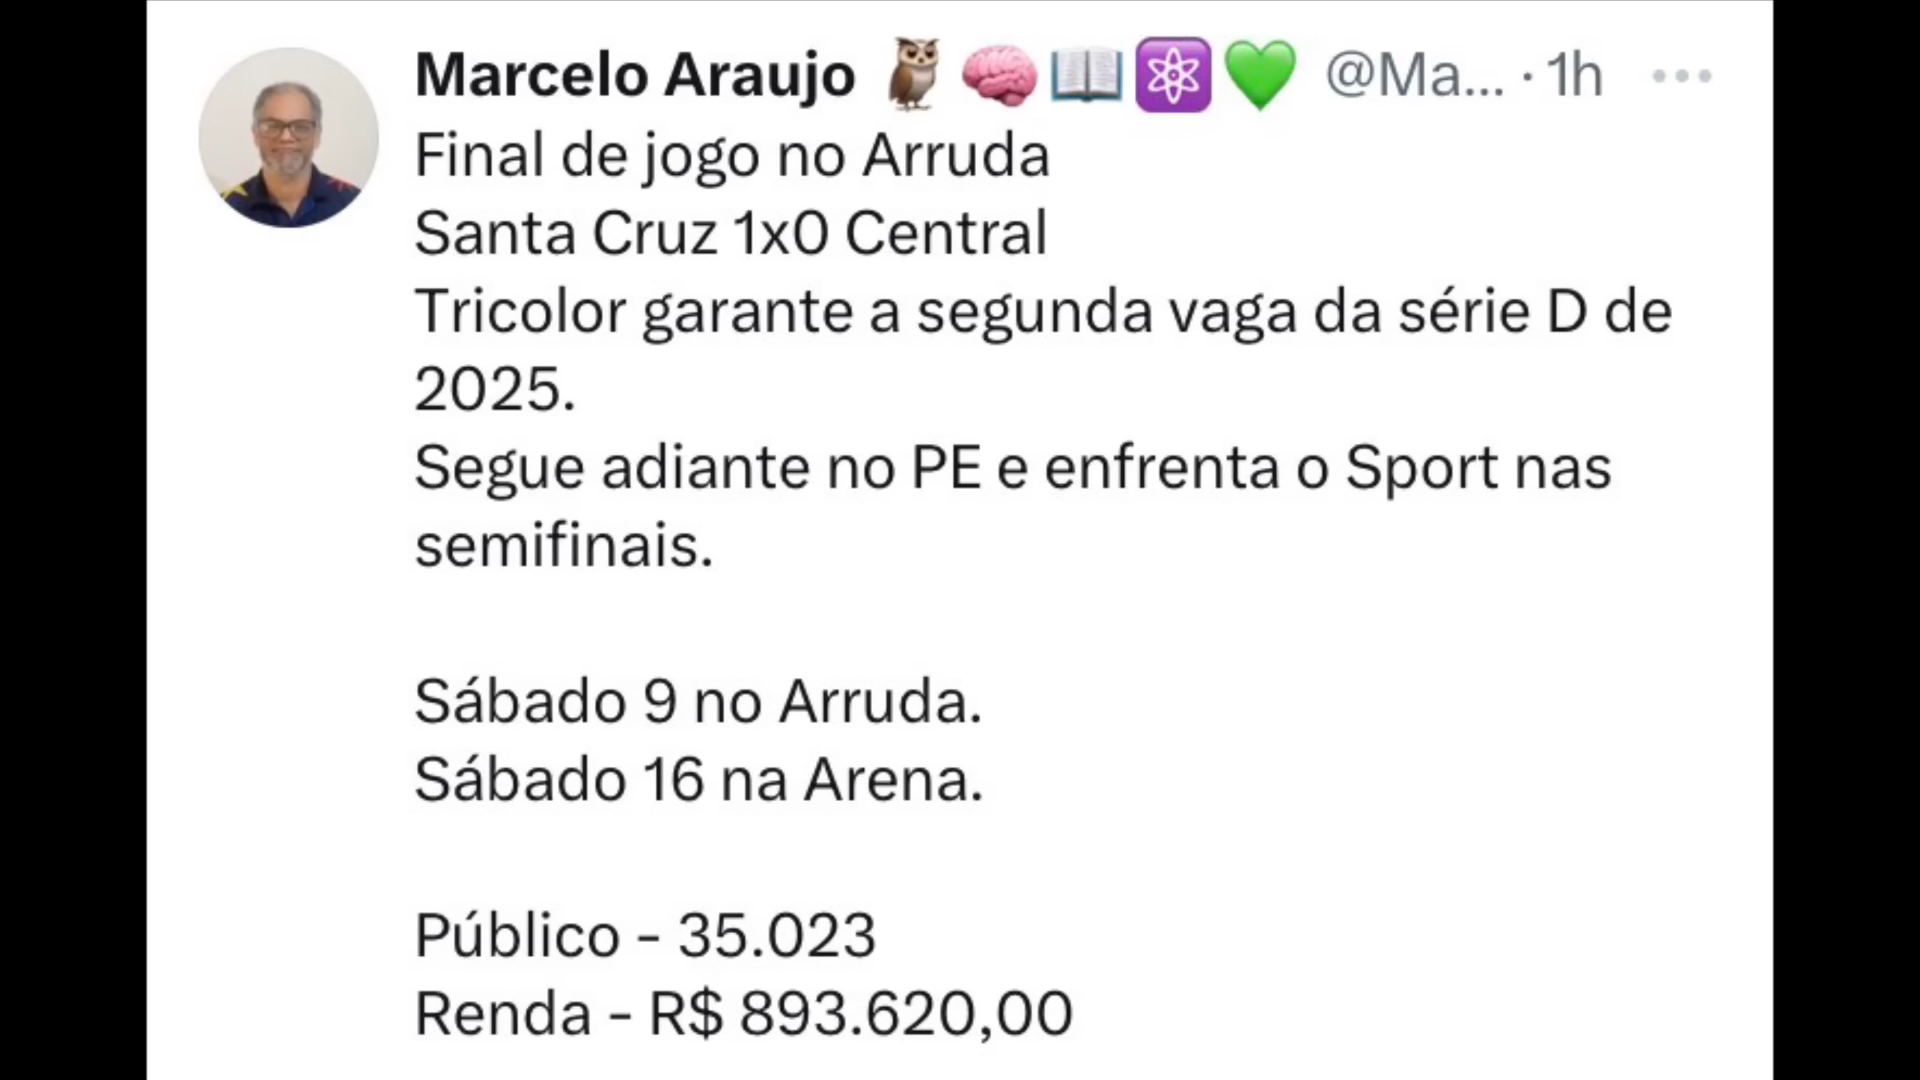 Marcelo Araujo 🦉🧠📖⚛️💚 @Ma... · 1h
Final de jogo no Arruda
Santa Cruz 1x0 Central
Tricolor garante a segunda vaga da série D de
2025.
Segue adiante no PE e enfrenta o Sport nas
semifinais.
Sábado 9 no Arruda.
Sábado 16 na Arena.
Público - 35.023
Renda - R$ 893.620,00